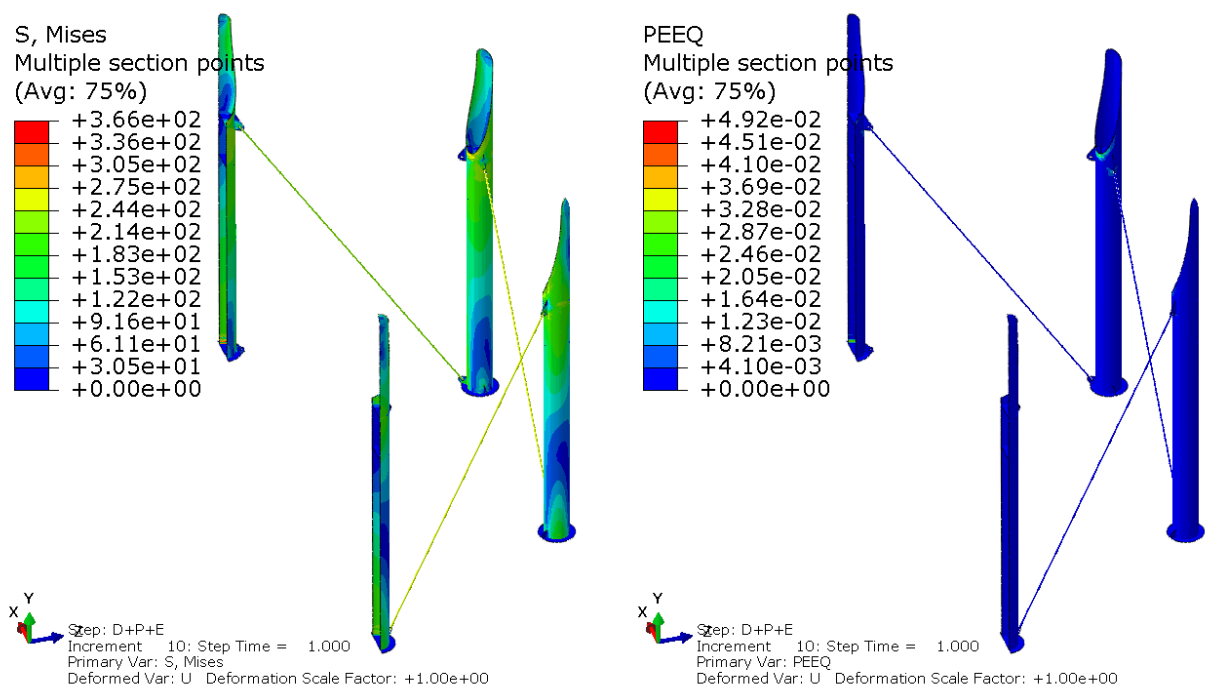 S, Mises
Multiple section points
(Avg: 75%)
+3.66e+02
+3.36e+02
+3.05e+02
+2.75e+02
+2.44e+02
+2.14e+02
+1.83e+02
+1.53e+02
+1.22e+02
+9.16e+01
+6.11e+01
+3.05e+01
+0.00e+00
Y
X
Z
Step: D+P+E
Increment 10: Step Time = 1.000
Primary Var: S, Mises
Deformed Var: U Deformation Scale Factor: +1.00e+00
PEEQ
Multiple section points
(Avg: 75%)
+4.92e-02
+4.51e-02
+4.10e-02
+3.69e-02
+3.28e-02
+2.87e-02
+2.46e-02
+2.05e-02
+1.64e-02
+1.23e-02
+8.21e-03
+4.10e-03
+0.00e+00
Y
X
Z
Step: D+P+E
Increment 10: Step Time = 1.000
Primary Var: PEEQ
Deformed Var: U Deformation Scale Factor: +1.00e+00